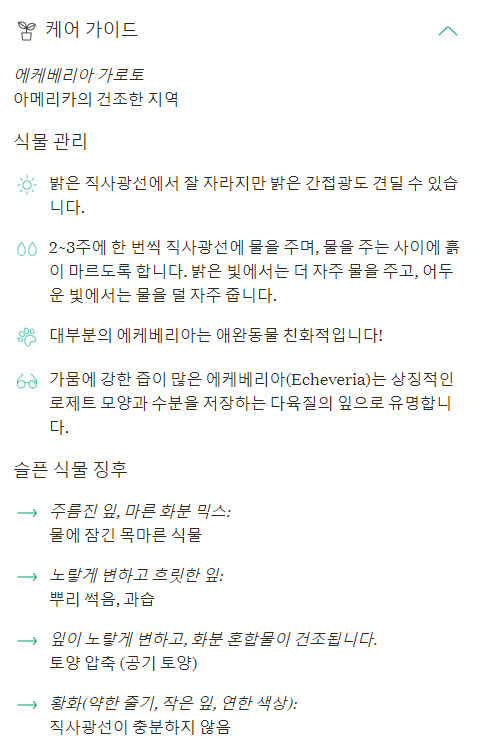 케어 가이드
에케베리아 가로토
아메리카의 건조한 지역
식물 관리
밝은 직사광선에서 잘 자라지만 밝은 간접광도 견딜 수 있습
니다.
2~3주에 한 번씩 직사광선에 물을 주며, 물을 주는 사이에 흙
이 마르도록 합니다. 밝은 빛에서는 더 자주 물을 주고, 어두
운 빛에서는 물을 덜 자주 줍니다.
대부분의 에케베리아는 애완동물 친화적입니다!
가뭄에 강한 즙이 많은 에케베리아(Echeveria)는 상징적인
로제트 모양과 수분을 저장하는 다육질의 잎으로 유명합니
다.
슬픈 식물 징후
주름진 잎, 마른 화분 믹스:
물에 잠긴 목마른 식물
노랗게 변하고 흐릿한 잎:
뿌리 썩음, 과습
잎이 노랗게 변하고, 화분 혼합물이 건조됩니다.
토양 압축 (공기 토양)
황화(약한 줄기, 작은 잎, 연한 색상):
직사광선이 충분하지 않음